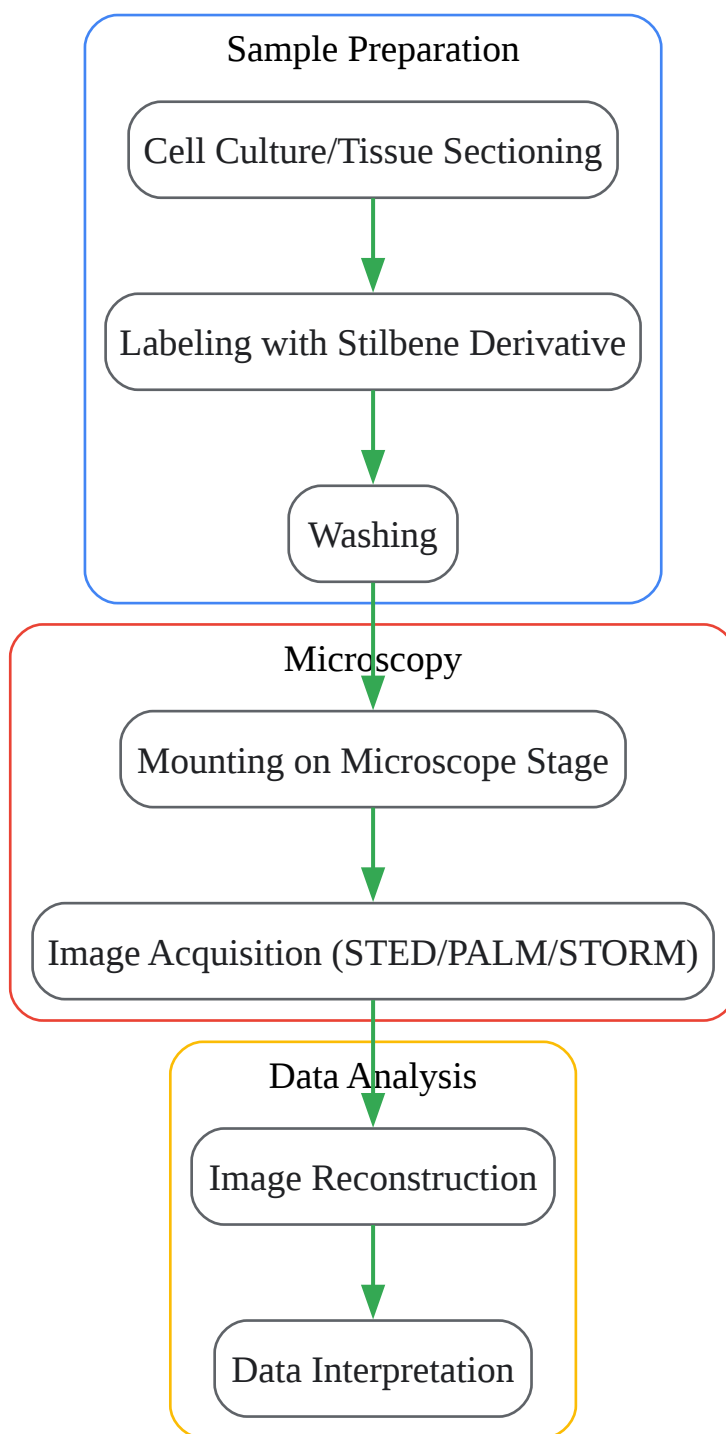 Sample Preparation
Cell Culture/Tissue Sectioning
Labeling with Stilbene Derivative
Washing
Microscopy
Mounting on Microscope Stage
Image Acquisition (STED/PALM/STORM)
Data Analysis
Image Reconstruction
Data Interpretation